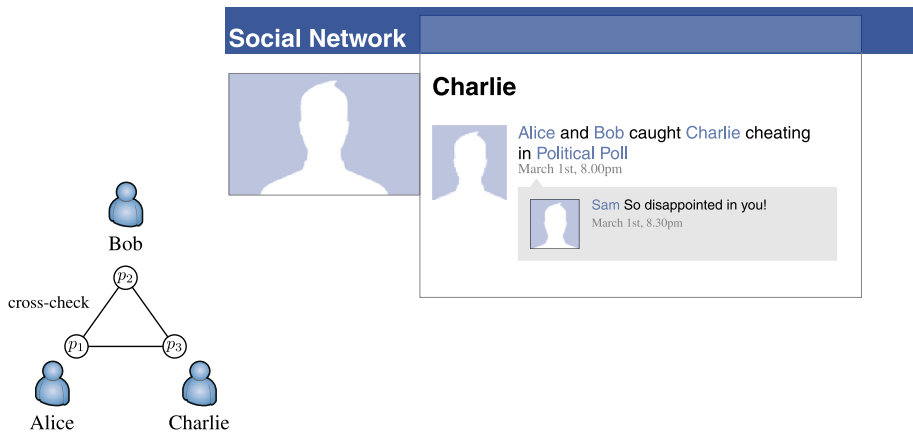 Social Network
Charlie
Alice and Bob caught Charlie cheating
in Political Poll
March 1st, 8.00pm
Sam So disappointed in you!
March 1st, 8.30pm
Bob
p2
cross-check
p1
p3
Alice
Charlie